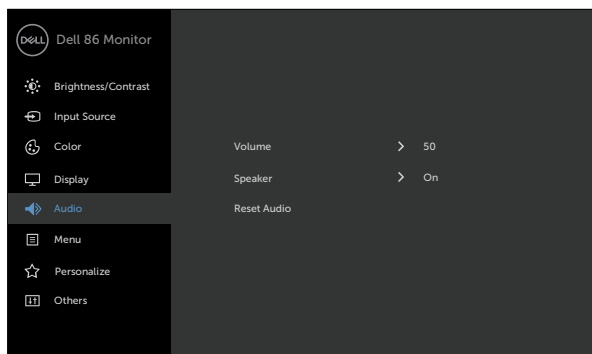 DELL
Dell 86 Monitor
Brightness/Contrast
Input Source
Color
Volume
50
Display
Speaker
On
Audio
Reset Audio
Menu
Personalize
Others